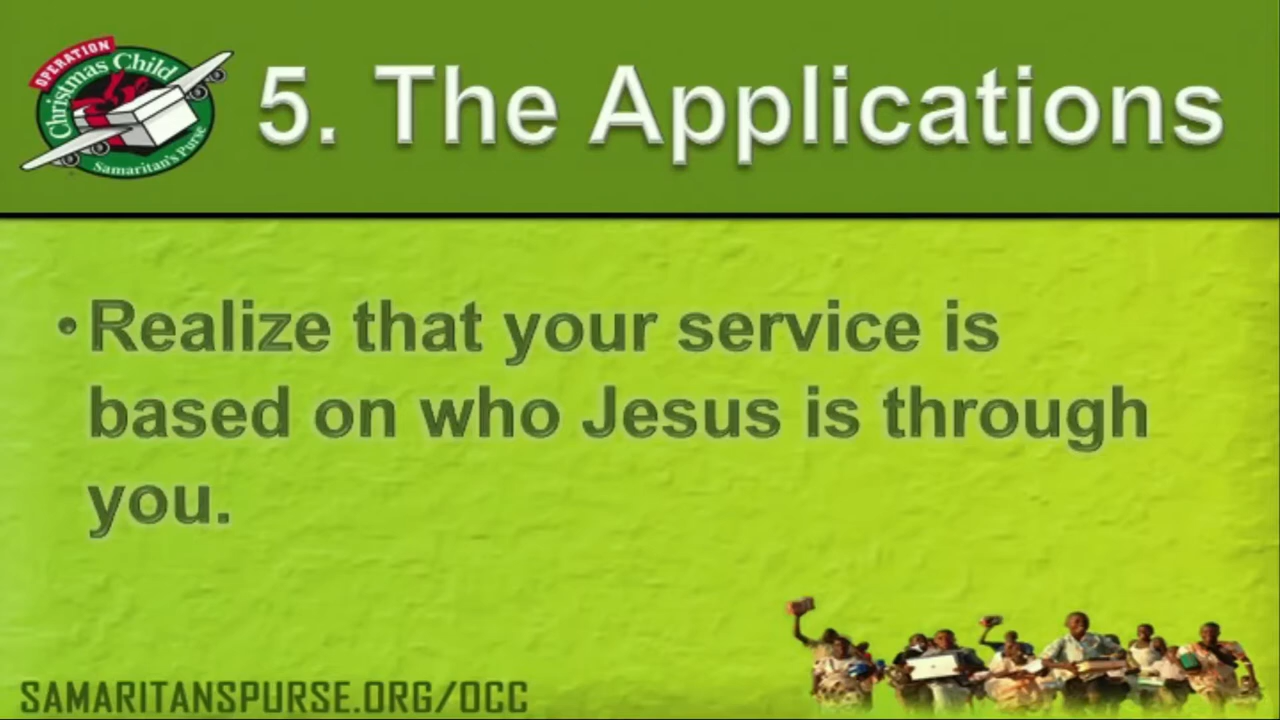 OPERATION
Christmas Child
Samaritan's Purse
5. The Applications
•Realize that your service is
based on who Jesus is through
you.
SAMARITANSPURSE.ORG/OCC